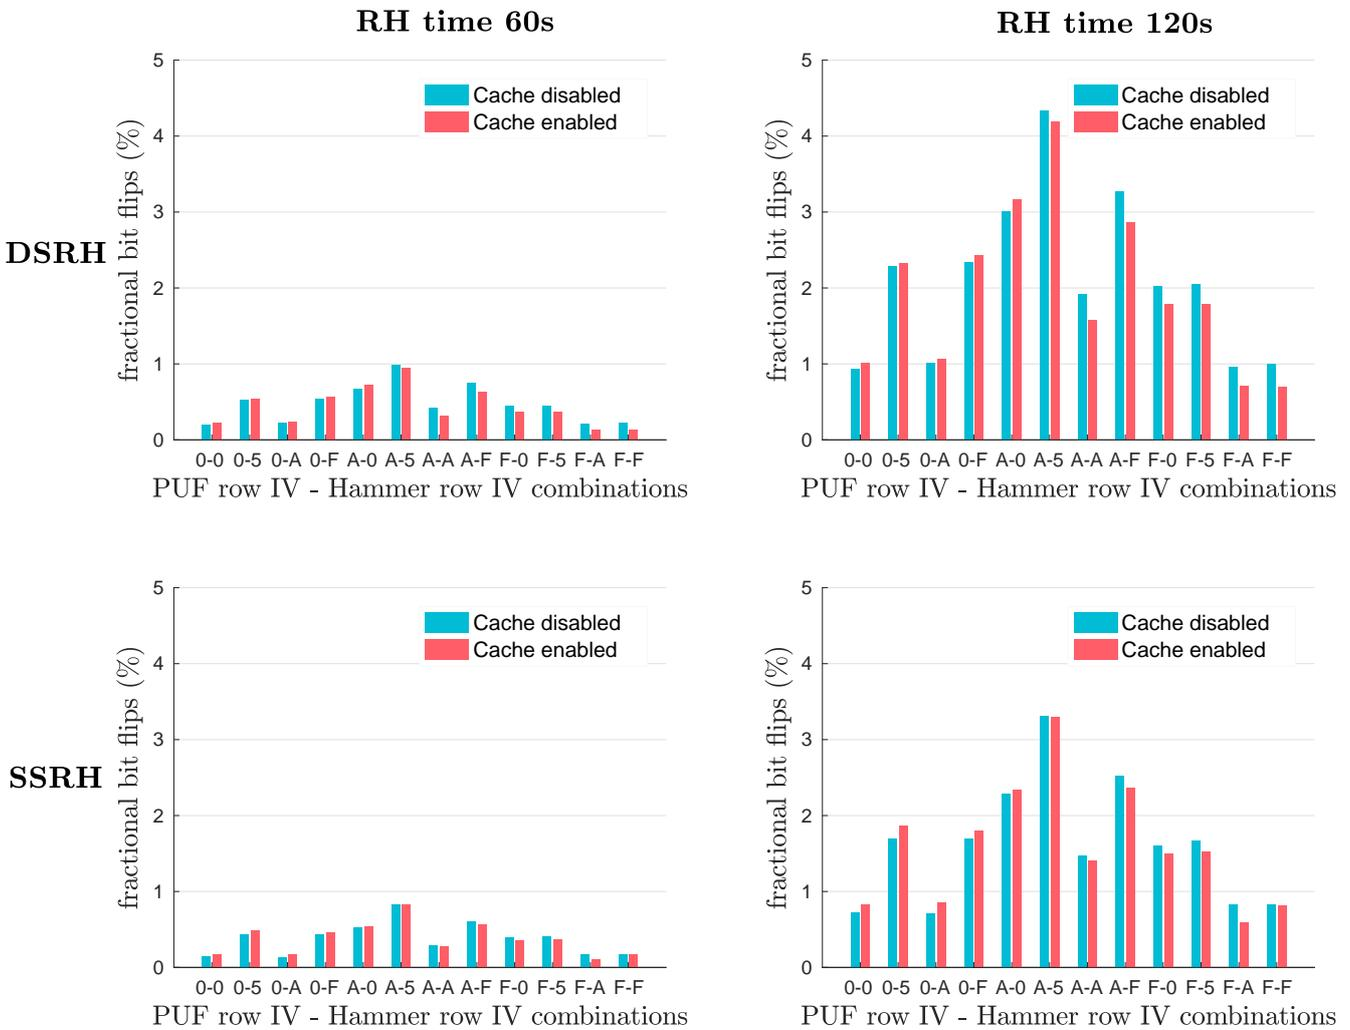 RH time 60s
RH time 120s
DSRH
fractional bit flips (%)
5
4
3
2
1
0
Cache disabled
Cache enabled
0-0 0-5 0-A 0-F A-0 A-5 A-A A-F F-0 F-5 F-A F-F
PUF row IV - Hammer row IV combinations
fractional bit flips (%)
5
4
3
2
1
0
Cache disabled
Cache enabled
0-0 0-5 0-A 0-F A-0 A-5 A-A A-F F-0 F-5 F-A F-F
PUF row IV - Hammer row IV combinations
SSRH
fractional bit flips (%)
5
4
3
2
1
0
Cache disabled
Cache enabled
0-0 0-5 0-A 0-F A-0 A-5 A-A A-F F-0 F-5 F-A F-F
PUF row IV - Hammer row IV combinations
fractional bit flips (%)
5
4
3
2
1
0
Cache disabled
Cache enabled
0-0 0-5 0-A 0-F A-0 A-5 A-A A-F F-0 F-5 F-A F-F
PUF row IV - Hammer row IV combinations